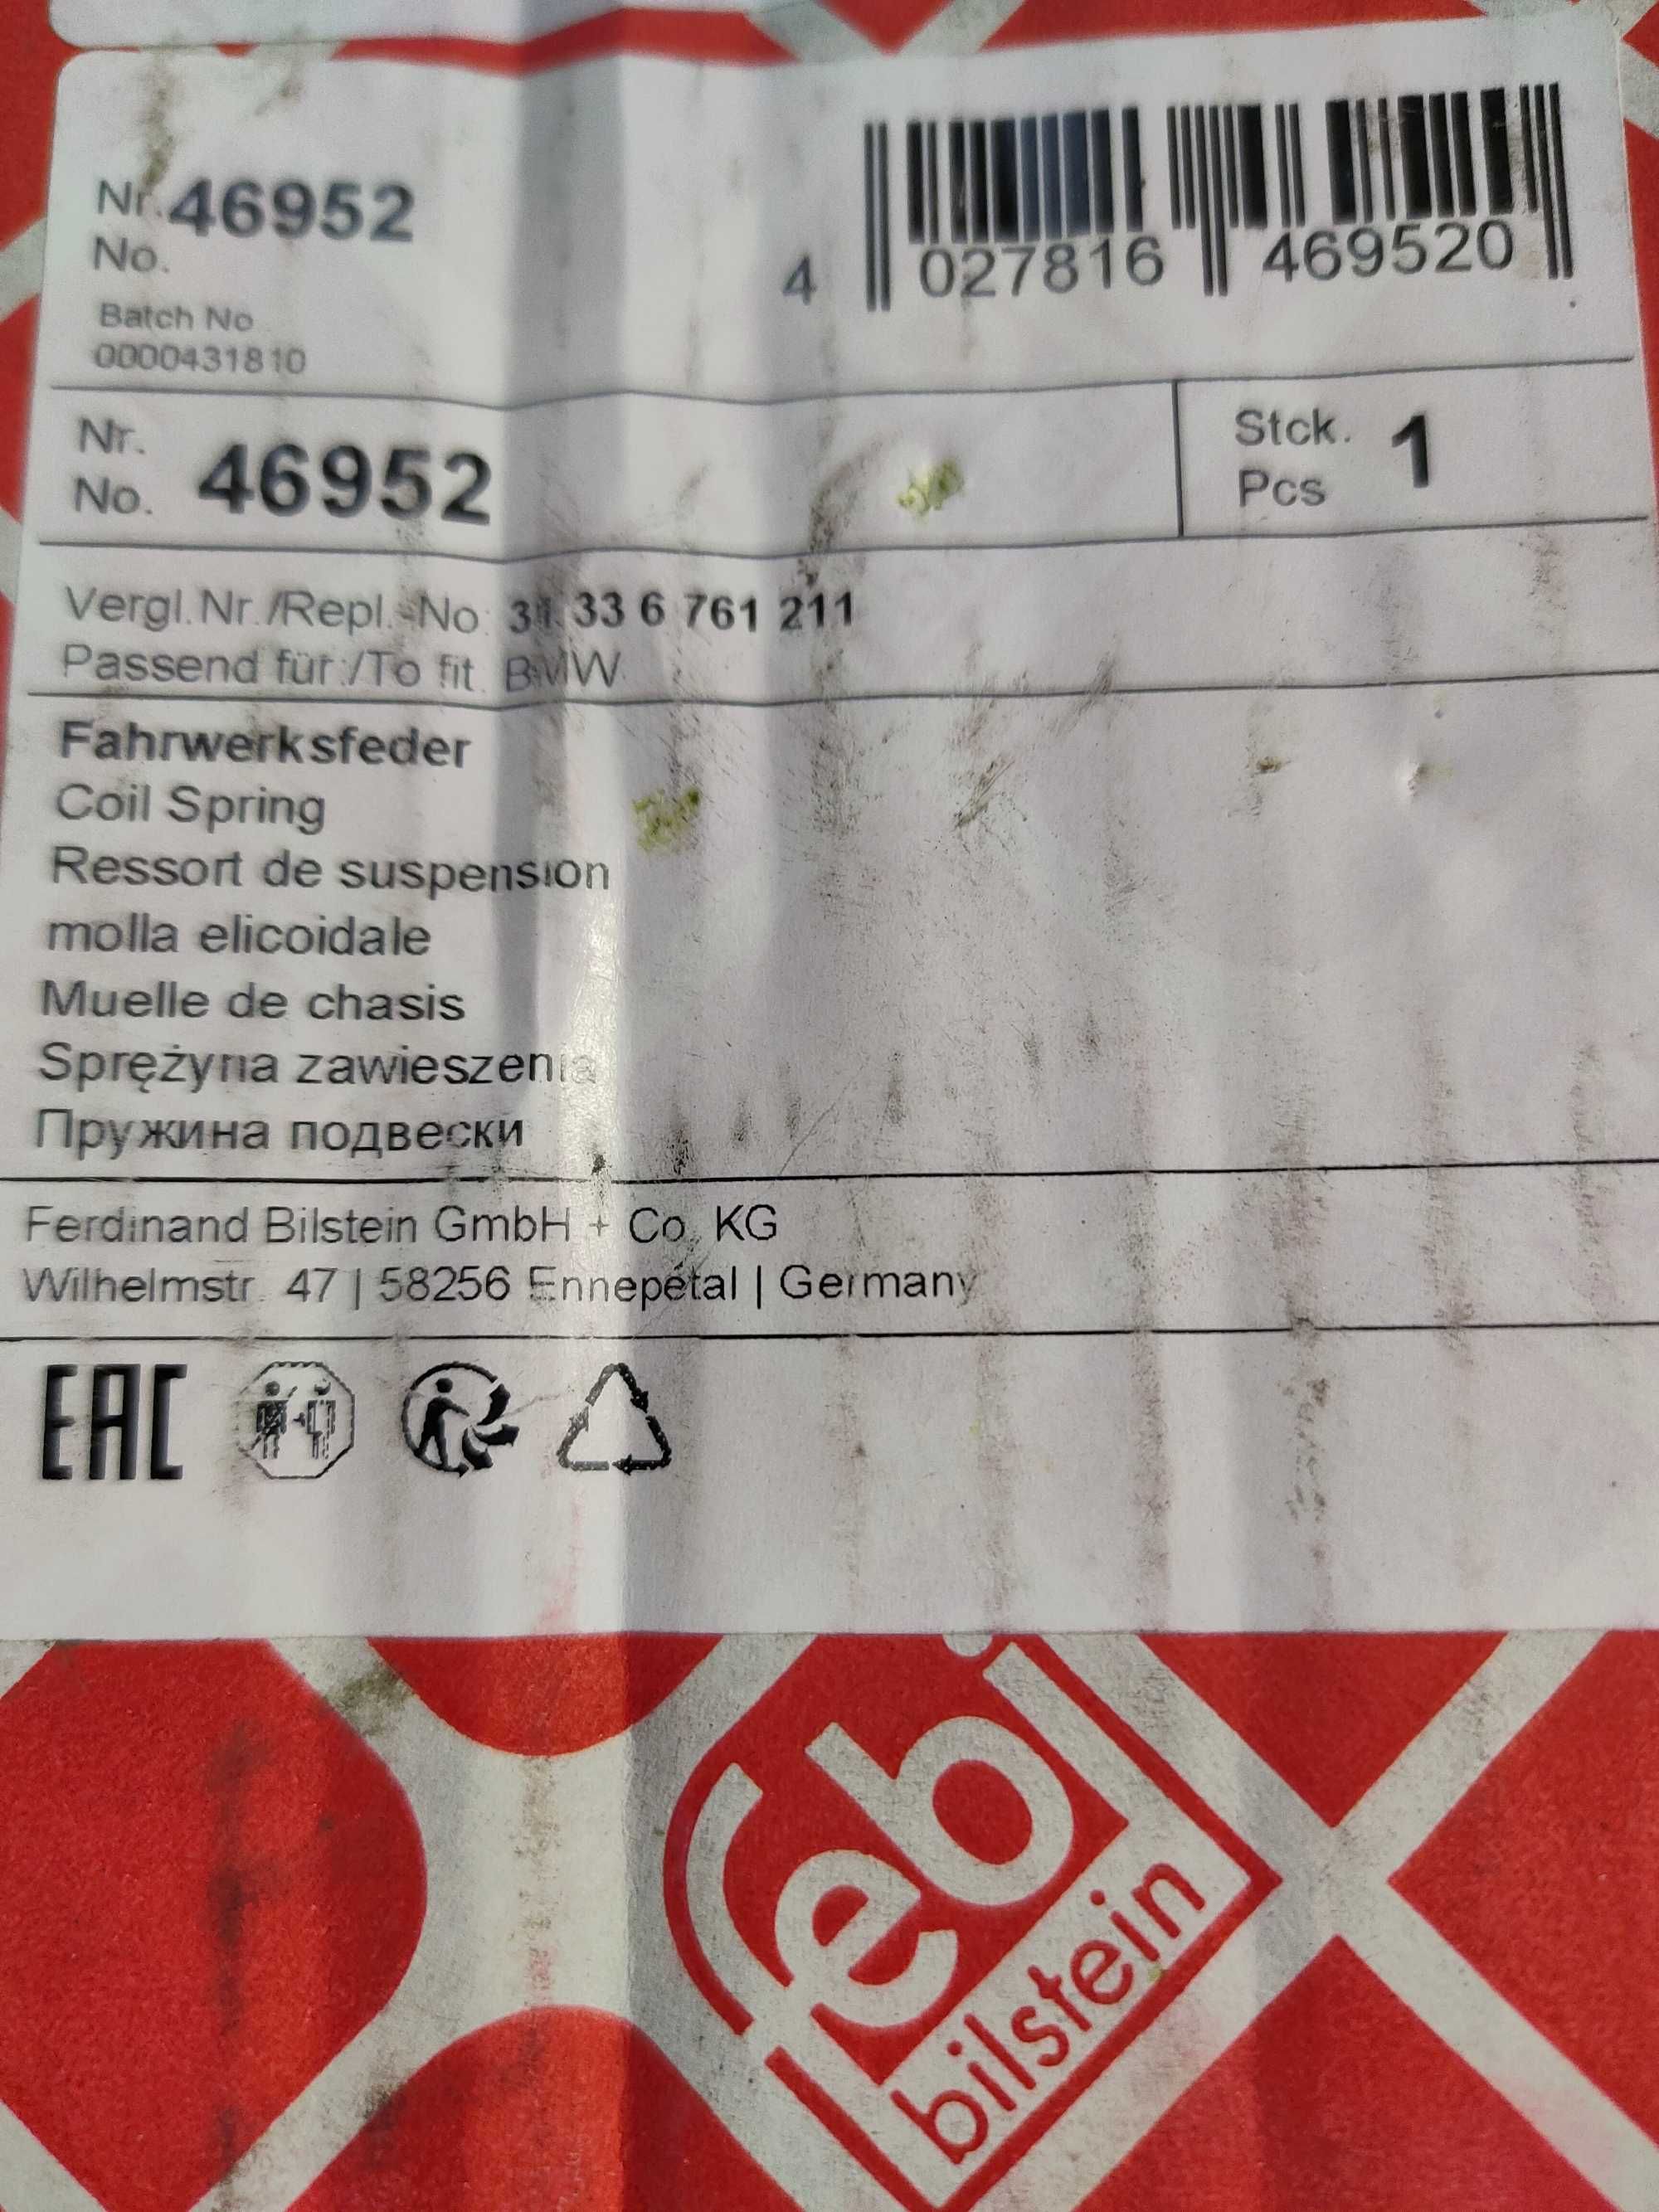 Nr. 46952
No.
4 027816 469520
Batch No
0000431810
Nr.
No. 46952
Stck.
Pcs 1
Vergl.Nr./Repl.-No: 31 33 6 761 211
Passend für:/To fit: BMW
Fahrwerksfeder
Coil Spring
Ressort de suspension
molla elicoidale
Muelle de chasis
Sprężyna zawieszenia
Пружина подвески
Ferdinand Bilstein GmbH + Co. KG
Wilhelmstr. 47 | 58256 Ennepetal | Germany
EAC
febi
bilstein